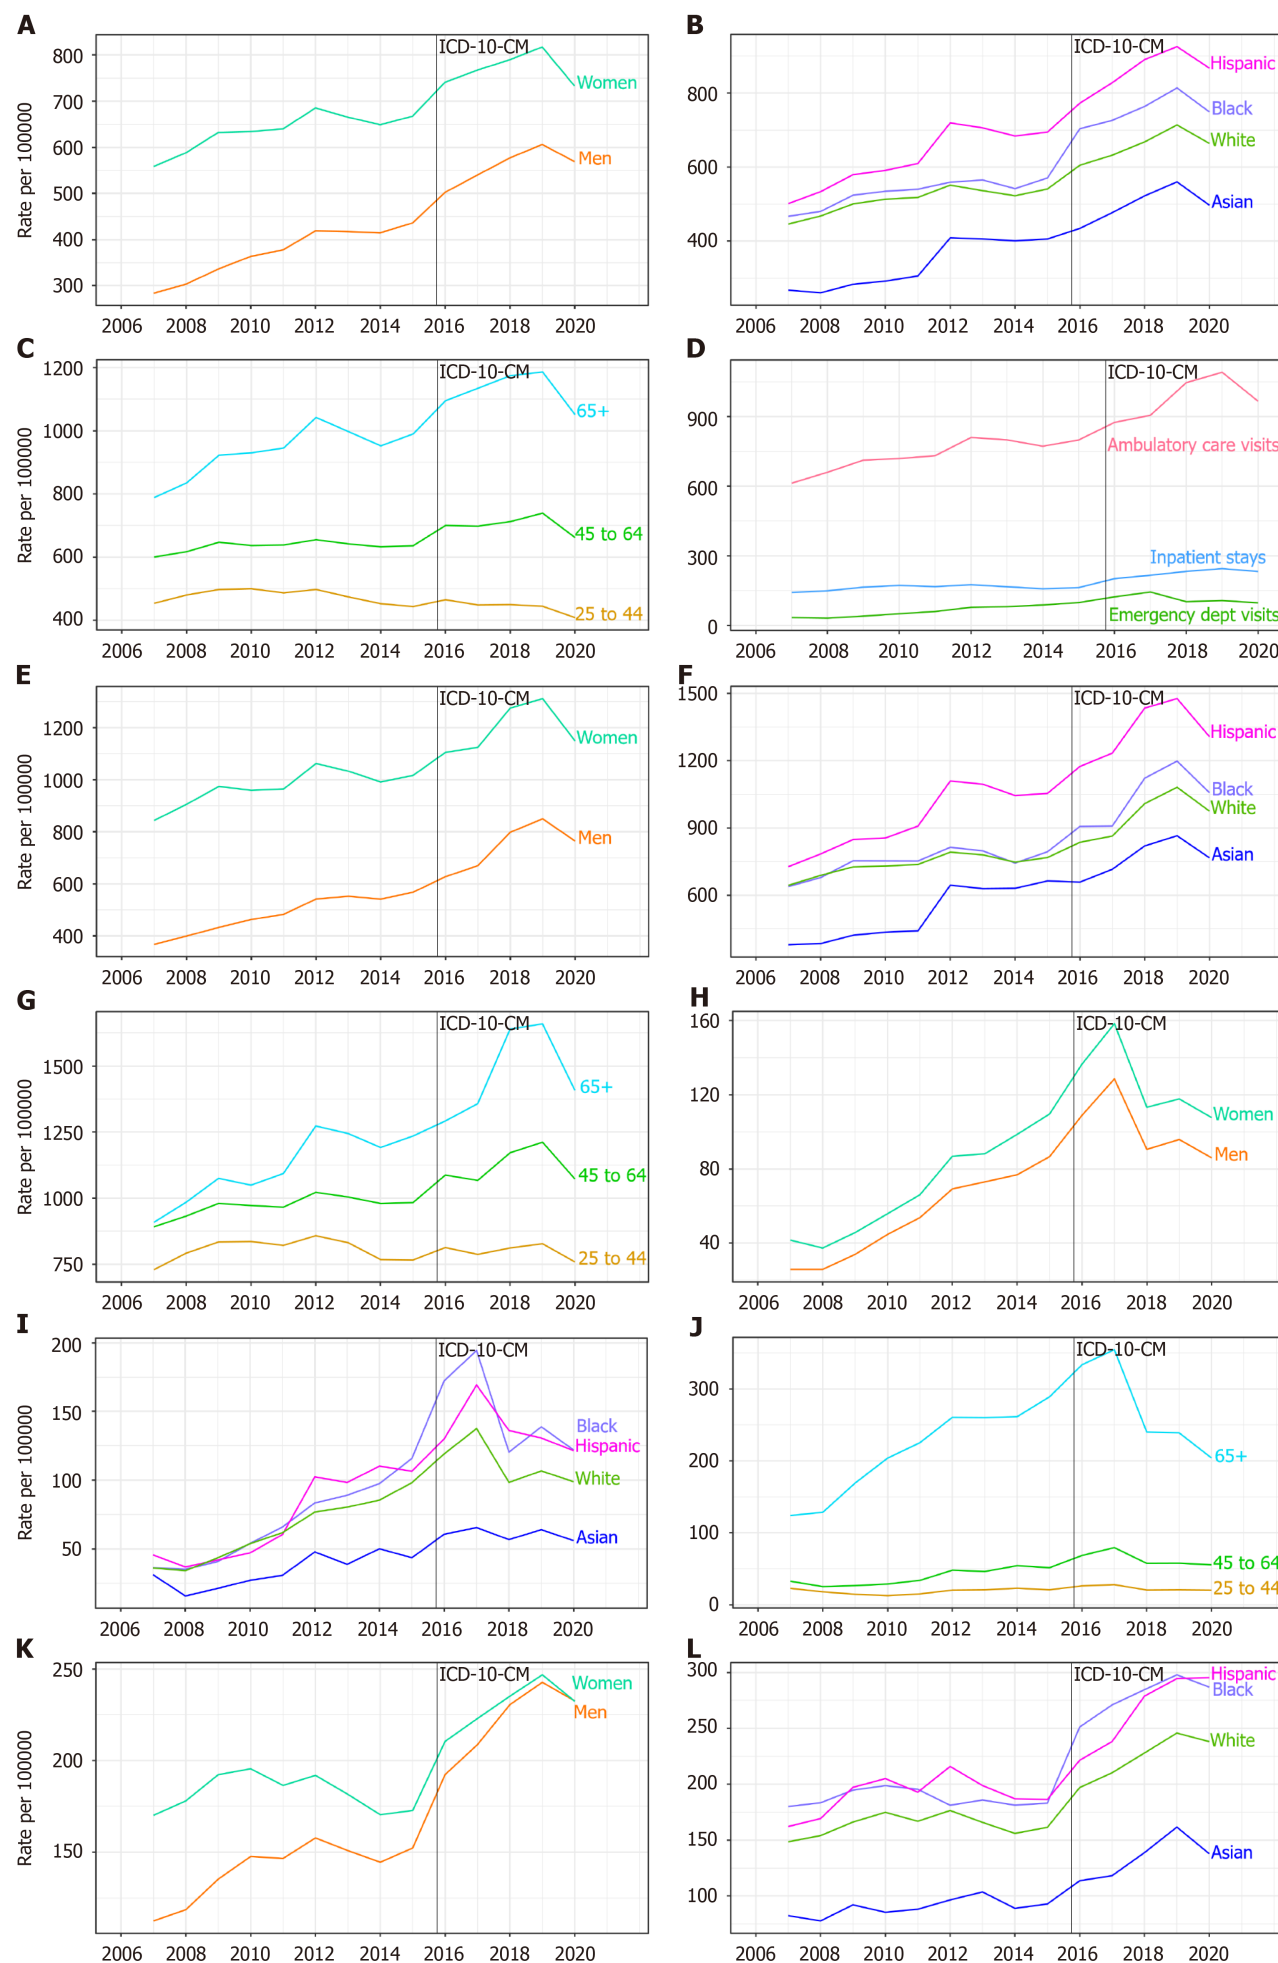 A
ICD-10-CM
800
700
600
500
400
300
Rate per 100000
Women
Men
2006 2008 2010 2012 2014 2016 2018 2020
B
ICD-10-CM
800
600
400
Hispanic
Black
White
Asian
2006 2008 2010 2012 2014 2016 2018 2020
C
ICD-10-CM
1200
1000
800
600
400
Rate per 100000
65+
45 to 64
25 to 44
2006 2008 2010 2012 2014 2016 2018 2020
D
ICD-10-CM
900
600
300
0
Ambulatory care visits
Inpatient stays
Emergency dept visits
2006 2008 2010 2012 2014 2016 2018 2020
E
ICD-10-CM
1200
1000
800
600
400
Rate per 100000
Women
Men
2006 2008 2010 2012 2014 2016 2018 2020
F
ICD-10-CM
1500
1200
900
600
Hispanic
Black
White
Asian
2006 2008 2010 2012 2014 2016 2018 2020
G
ICD-10-CM
1500
1250
1000
750
Rate per 100000
65+
45 to 64
25 to 44
2006 2008 2010 2012 2014 2016 2018 2020
H
ICD-10-CM
160
120
80
40
Women
Men
2006 2008 2010 2012 2014 2016 2018 2020
I
ICD-10-CM
200
150
100
50
Rate per 100000
Black
Hispanic
White
Asian
2006 2008 2010 2012 2014 2016 2018 2020
J
ICD-10-CM
300
200
100
0
65+
45 to 64
25 to 44
2006 2008 2010 2012 2014 2016 2018 2020
K
ICD-10-CM
250
200
150
Rate per 100000
Women
Men
2006 2008 2010 2012 2014 2016 2018 2020
L
ICD-10-CM
300
250
200
150
100
Hispanic
Black
White
Asian
2006 2008 2010 2012 2014 2016 2018 2020